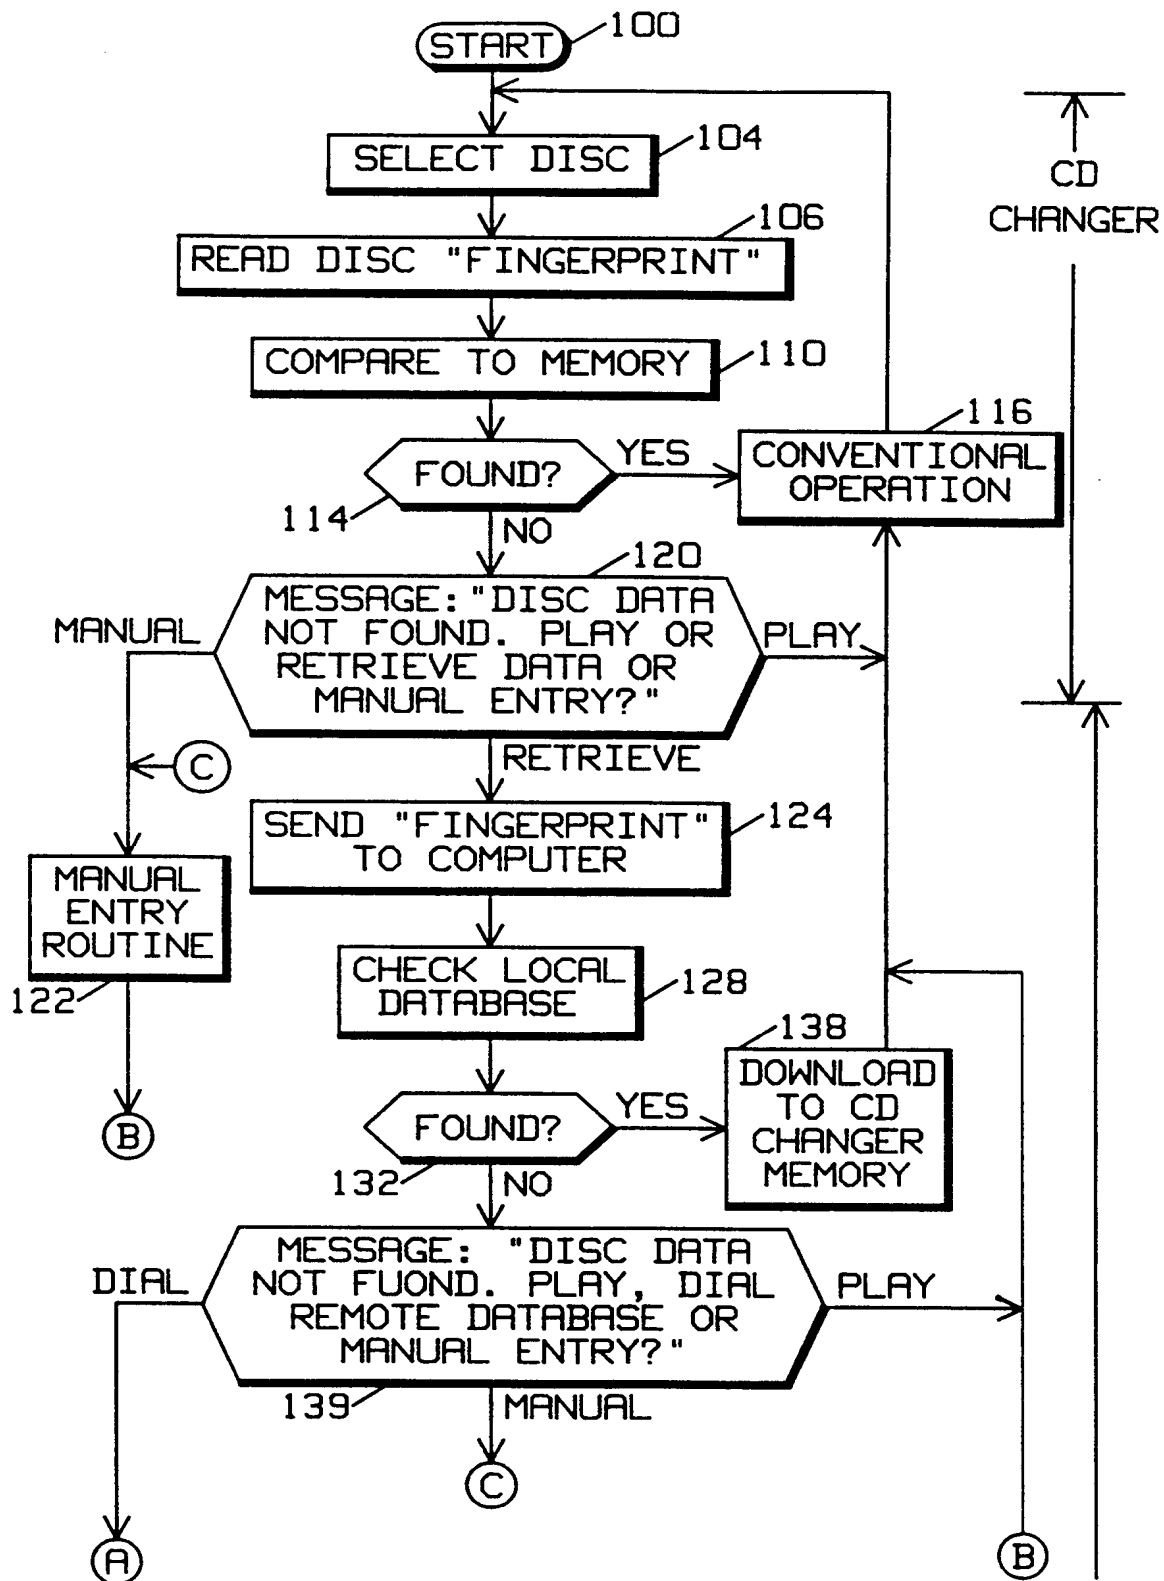 START
100
SELECT DISC
104
CD
CHANGER
READ DISC "FINGERPRINT"
106
COMPARE TO MEMORY
110
FOUND?
114
YES
NO
CONVENTIONAL
OPERATION
116
MESSAGE:"DISC DATA
NOT FOUND. PLAY OR
RETRIEVE DATA OR
MANUAL ENTRY?"
120
MANUAL
PLAY
RETRIEVE
C
SEND "FINGERPRINT"
TO COMPUTER
124
MANUAL
ENTRY
ROUTINE
122
CHECK LOCAL
DATABASE
128
B
FOUND?
132
YES
NO
138
DOWNLOAD
TO CD
CHANGER
MEMORY
MESSAGE: "DISC DATA
NOT FUOND. PLAY, DIAL
REMOTE DATABASE OR
MANUAL ENTRY?"
139
DIAL
PLAY
MANUAL
C
A
B